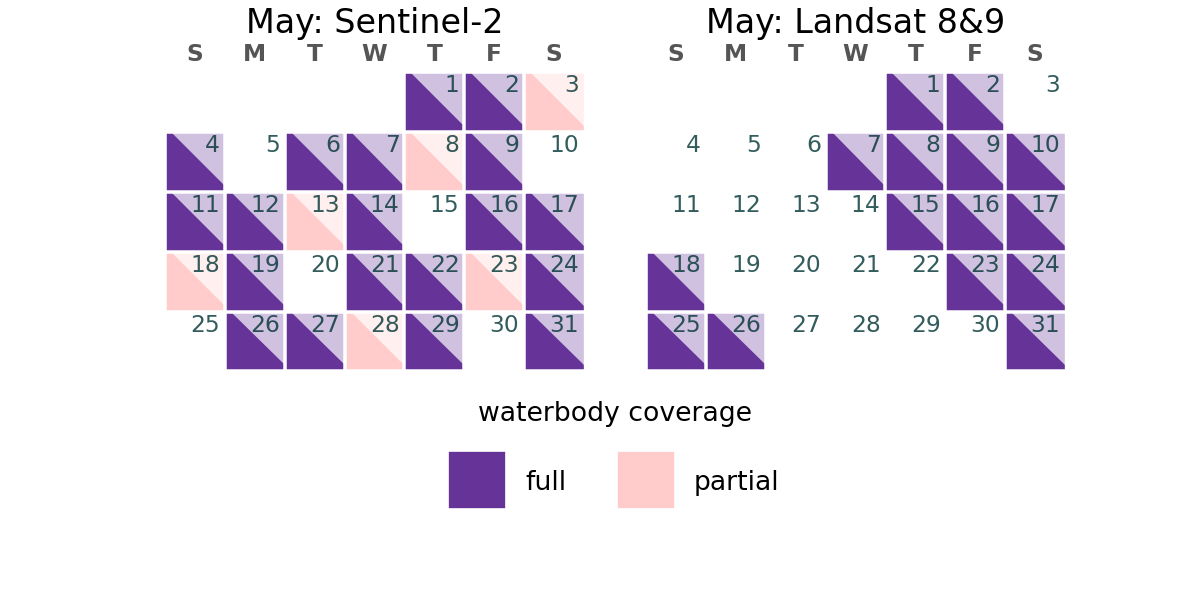 May: Sentinel-2
S M T W T F S
1 2 3
4 5 6 7 8 9 10
11 12 13 14 15 16 17
18 19 20 21 22 23 24
25 26 27 28 29 30 31
May: Landsat 8&9
S M T W T F S
1 2 3
4 5 6 7 8 9 10
11 12 13 14 15 16 17
18 19 20 21 22 23 24
25 26 27 28 29 30 31
waterbody coverage
full
partial